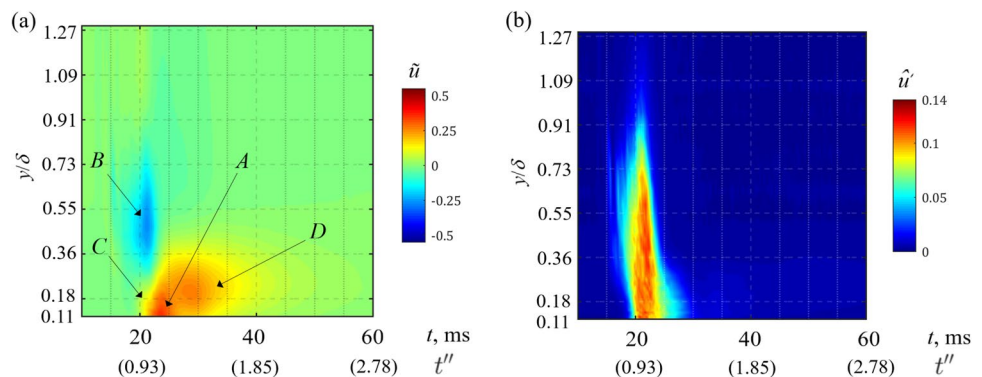 (a)
1.27
1.09
0.91
0.73
0.55
0.36
0.18
0.11
y/δ
B
A
C
D
20
40
60
t, ms
(0.93)
(1.85)
(2.78)
t″
ũ
0.5
0.25
0
-0.25
-0.5
(b)
1.27
1.09
0.91
0.73
0.55
0.36
0.18
0.11
y/δ
20
40
60
t, ms
(0.93)
(1.85)
(2.78)
t″
û′
0.14
0.1
0.05
0